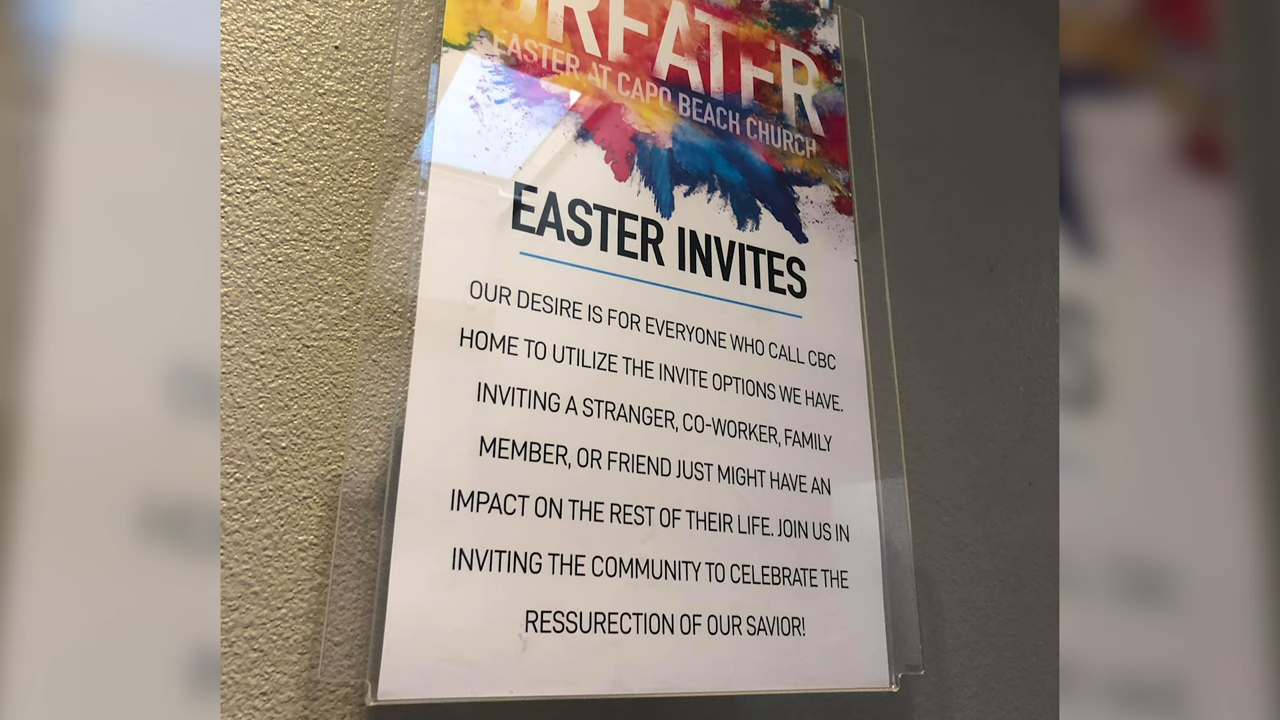 GREATER
EASTER AT CAPO BEACH CHURCH
EASTER INVITES
OUR DESIRE IS FOR EVERYONE WHO CALL CBC
HOME TO UTILIZE THE INVITE OPTIONS WE HAVE.
INVITING A STRANGER, CO-WORKER, FAMILY
MEMBER, OR FRIEND JUST MIGHT HAVE AN
IMPACT ON THE REST OF THEIR LIFE. JOIN US IN
INVITING THE COMMUNITY TO CELEBRATE THE
RESSURECTION OF OUR SAVIOR!